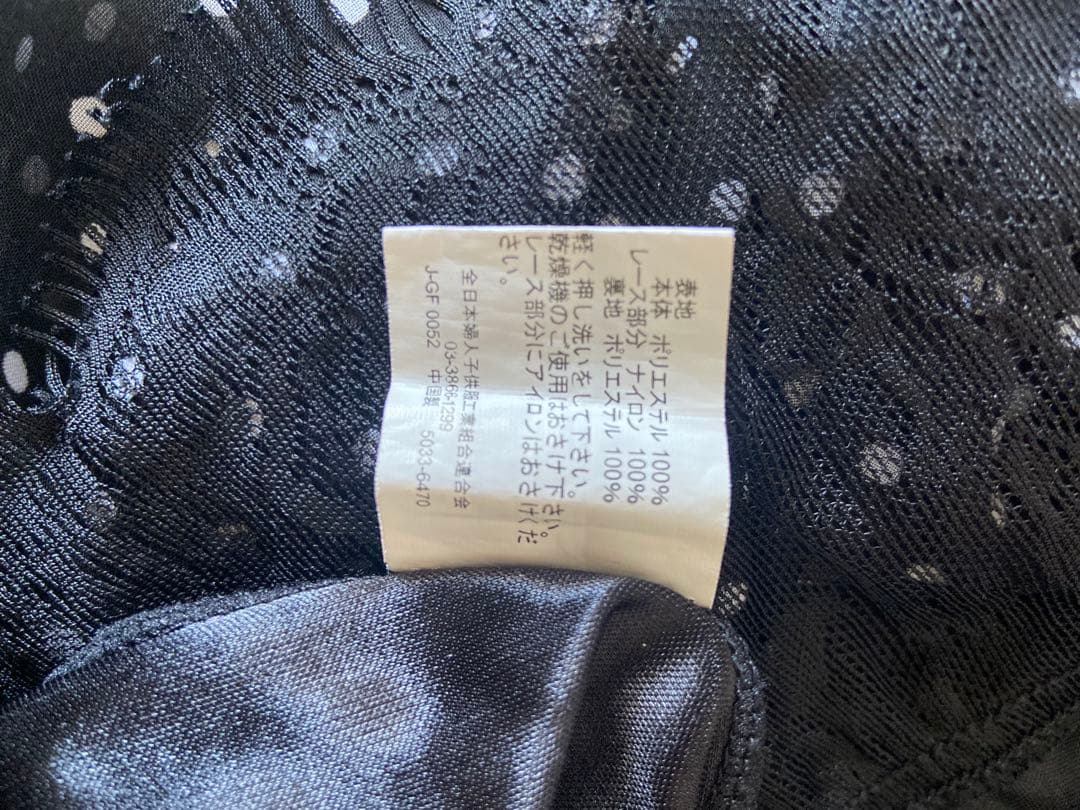 表地
本体 ポリエステル 100%
レース部分 ナイロン 100%
裏地 ポリエステル 100%
軽く押し洗いをして下さい。
乾燥機のご使用はおさけ下さい。
レース部分にアイロンはおさけくだ
さい。
全日本婦人子供服工業組合連合会
03-3866-1299
J-GF 0052 中国製 5033-6470